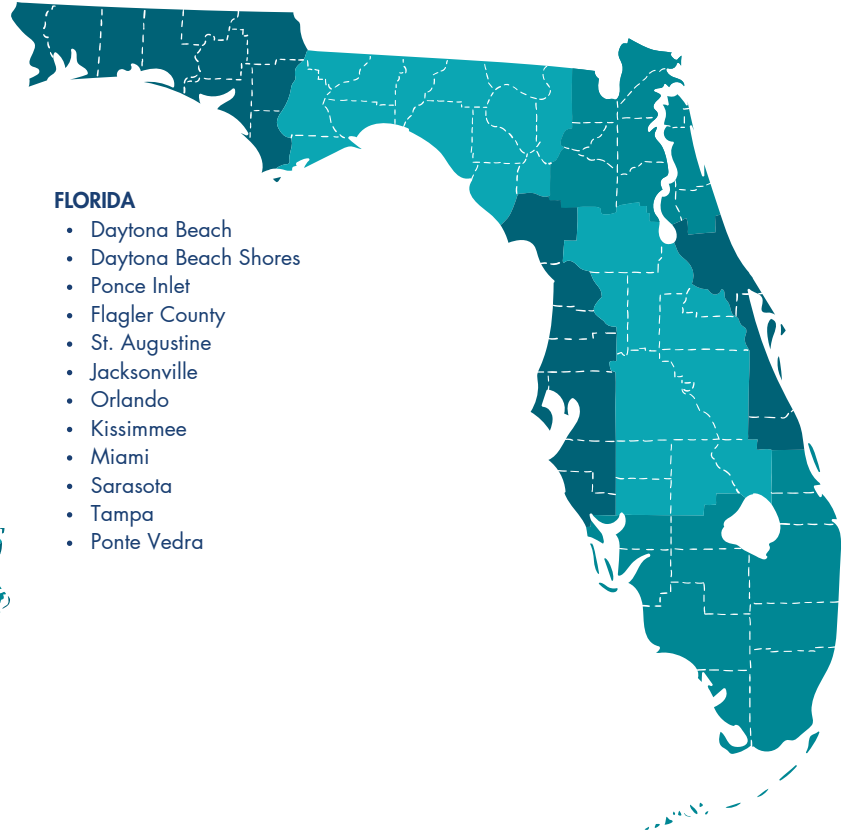 FLORIDA
• Daytona Beach
• Daytona Beach Shores
• Ponce Inlet
• Flagler County
• St. Augustine
• Jacksonville
• Orlando
• Kissimmee
• Miami
• Sarasota
• Tampa
• Ponte Vedra